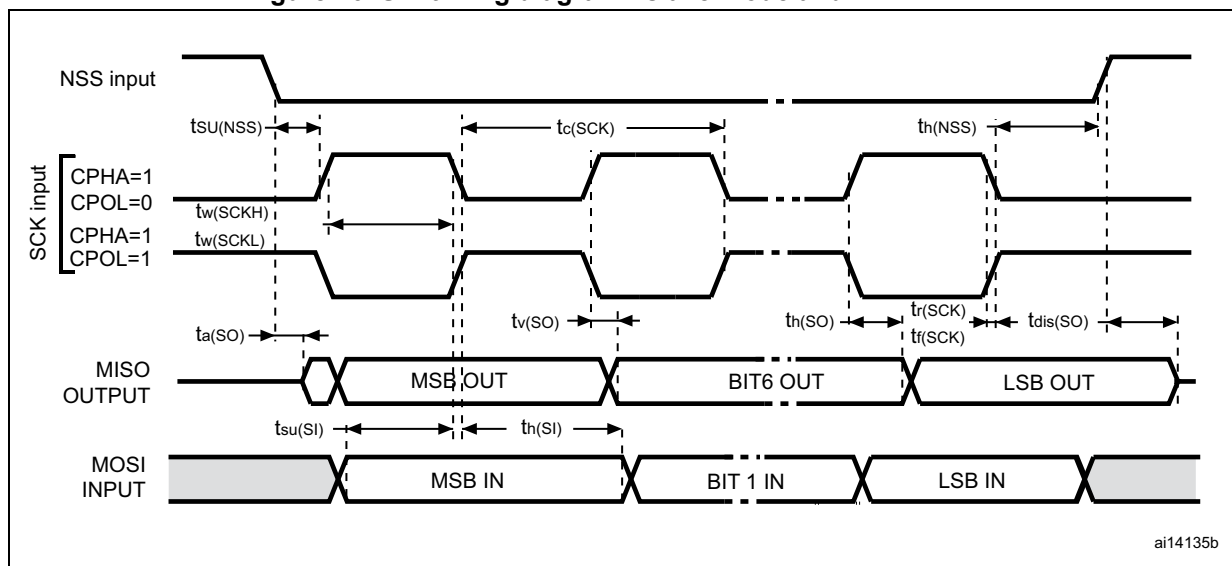 NSS input
tSU(NSS)
tc(SCK)
th(NSS)
SCK input
CPHA=1
CPOL=0
tw(SCKH)
CPHA=1
tw(SCKL)
CPOL=1
ta(SO)
tv(SO)
th(SO)
tr(SCK)
tf(SCK)
tdis(SO)
MISO
OUTPUT
MSB OUT
BIT6 OUT
LSB OUT
tsu(SI)
th(SI)
MOSI
INPUT
MSB IN
BIT 1 IN
LSB IN
ai14135b